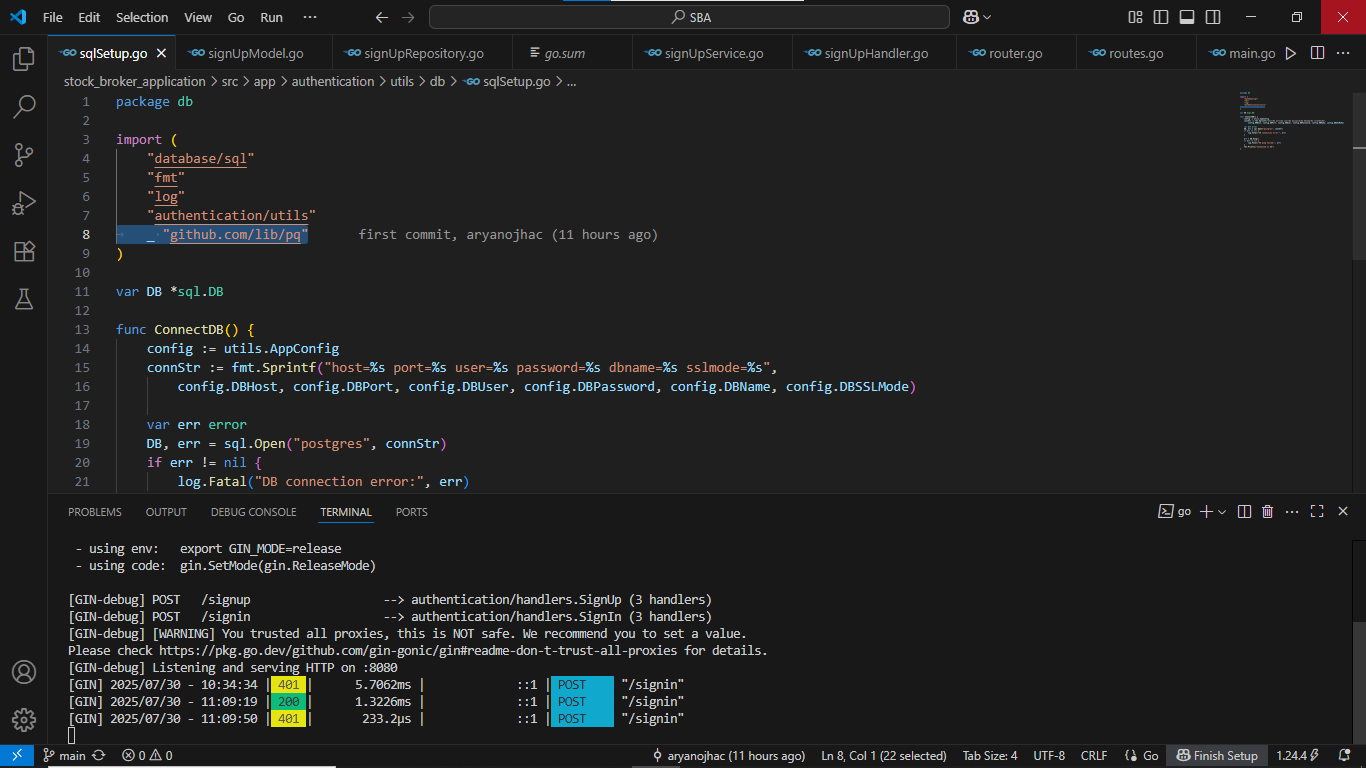 File Edit Selection View Go Run ··· SBA
sqlSetup.go signUpModel.go signUpRepository.go go.sum signUpService.go signUpHandler.go router.go routes.go main.go
stock_broker_application > src > app > authentication > utils > db > sqlSetup.go > ...
1 package db
2
3 import (
4 "database/sql"
5 "fmt"
6 "log"
7 "authentication/utils"
8 _ "github.com/lib/pq" first commit, aryanojhac (11 hours ago)
9 )
10
11 var DB *sql.DB
12
13 func ConnectDB() {
14 config := utils.AppConfig
15 connStr := fmt.Sprintf("host=%s port=%s user=%s password=%s dbname=%s sslmode=%s",
16 config.DBHost, config.DBPort, config.DBUser, config.DBPassword, config.DBName, config.DBSSLMode)
17
18 var err error
19 DB, err = sql.Open("postgres", connStr)
20 if err != nil {
21 log.Fatal("DB connection error:", err)
PROBLEMS OUTPUT DEBUG CONSOLE TERMINAL PORTS go
- using env: export GIN_MODE=release
- using code: gin.SetMode(gin.ReleaseMode)
[GIN-debug] POST /signup --> authentication/handlers.SignUp (3 handlers)
[GIN-debug] POST /signin --> authentication/handlers.SignIn (3 handlers)
[GIN-debug] [WARNING] You trusted all proxies, this is NOT safe. We recommend you to set a value.
Please check https://pkg.go.dev/github.com/gin-gonic/gin#readme-don-t-trust-all-proxies for details.
[GIN-debug] Listening and serving HTTP on :8080
[GIN] 2025/07/30 - 10:34:34 | 401 | 5.7062ms | ::1 | POST "/signin"
[GIN] 2025/07/30 - 11:09:19 | 200 | 1.3226ms | ::1 | POST "/signin"
[GIN] 2025/07/30 - 11:09:50 | 401 | 233.2µs | ::1 | POST "/signin"
main 0 0 aryanojhac (11 hours ago) Ln 8, Col 1 (22 selected) Tab Size: 4 UTF-8 CRLF Go Finish Setup 1.24.4